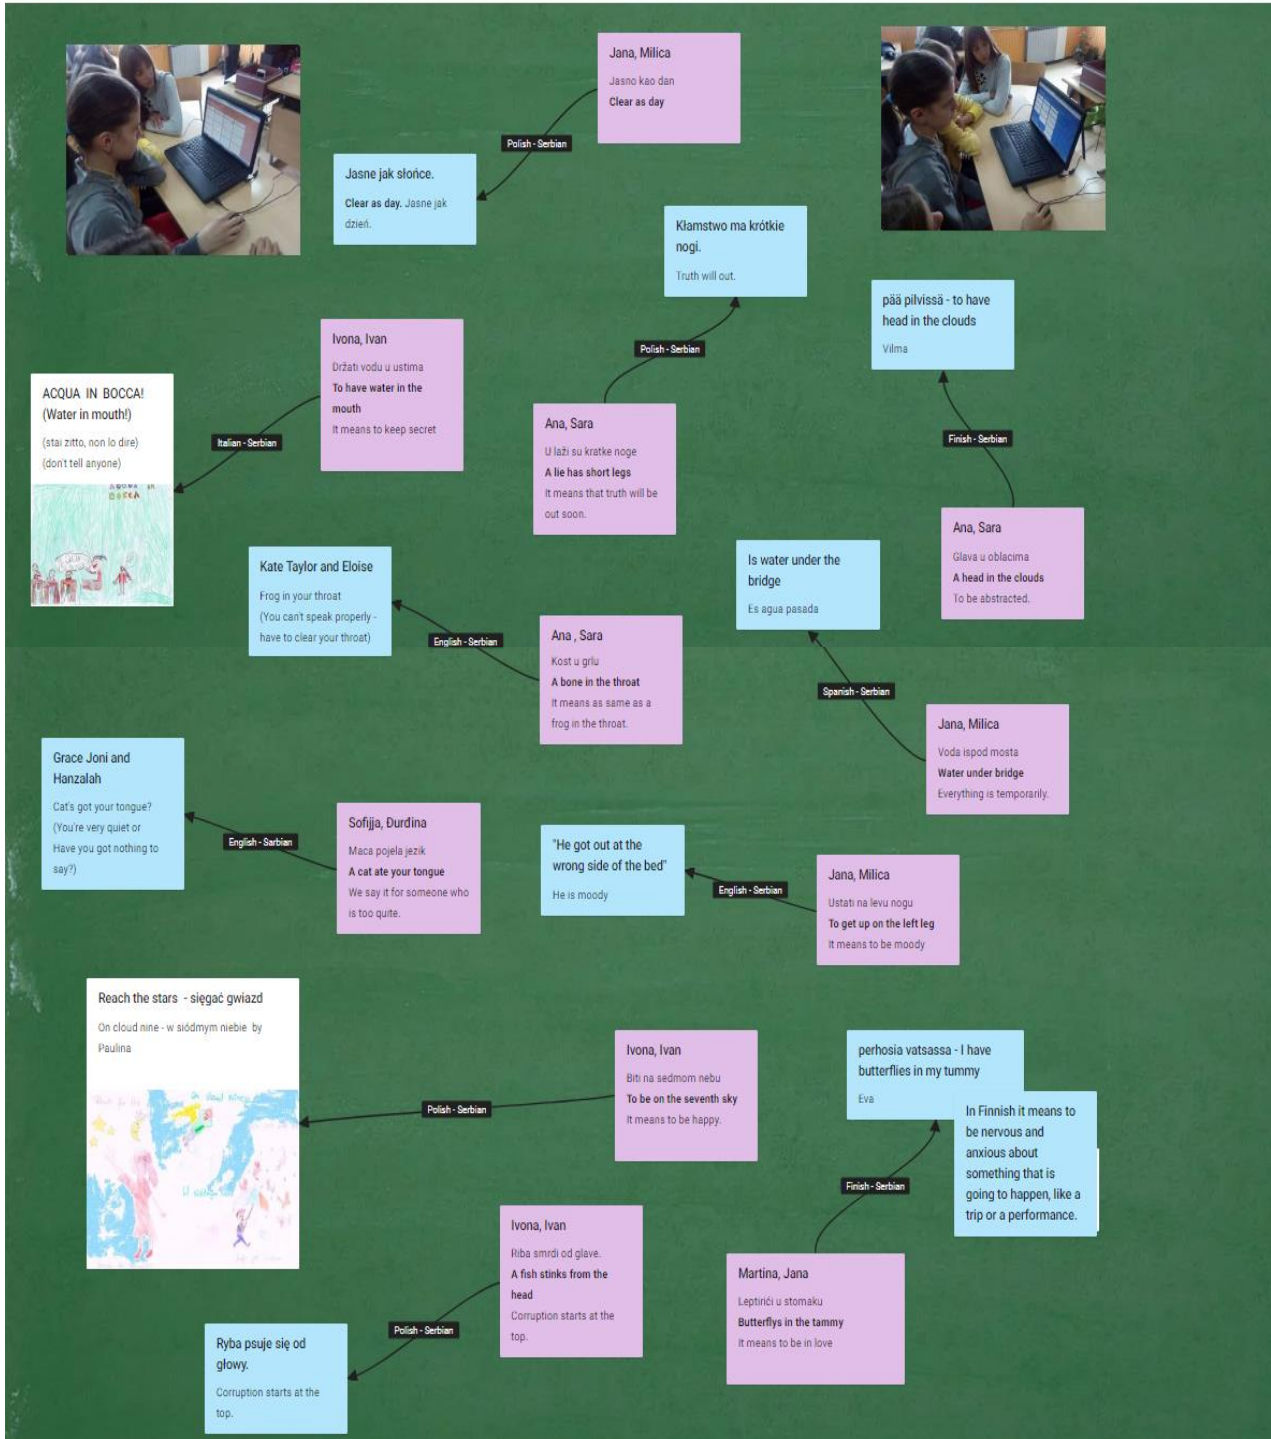 Jana, Milica
Jasno kao dan
Clear as day
Polish - Serbian
Jasne jak słońce.
Clear as day. Jasne jak
dzień.
Kłamstwo ma krótkie
nogi.
Truth will out.
Polish - Serbian
Ana, Sara
U laži su kratke noge
A lie has short legs
It means that truth will be
out soon.
pää pilvissä - to have
head in the clouds
Vilma
Finish - Serbian
Ana, Sara
Glava u oblacima
A head in the clouds
To be abstracted.
Ivona, Ivan
Držati vodu u ustima
To have water in the
mouth
It means to keep secret
Italian - Serbian
ACQUA IN BOCCA!
(Water in mouth!)
(stai zitto, non lo dire)
(don't tell anyone)
BOCCA
Kate Taylor and Eloise
Frog in your throat
(You can't speak properly -
have to clear your throat)
English - Serbian
Ana , Sara
Kost u grlu
A bone in the throat
It means as same as a
frog in the throat.
Is water under the
bridge
Es agua pasada
Spanish - Serbian
Jana, Milica
Voda ispod mosta
Water under bridge
Everything is temporarily.
Grace Joni and
Hanzalah
Cat's got your tongue?
(You're very quiet or
Have you got nothing to
say?)
English - Sarbian
Sofijja, Đurđina
Maca pojela jezik
A cat ate your tongue
We say it for someone who
is too quite.
"He got out at the
wrong side of the bed"
He is moody
English - Serbian
Jana, Milica
Ustati na levu nogu
To get up on the left leg
It means to be moody
Reach the stars - sięgać gwiazd
On cloud nine - w siódmym niebie by
Paulina
Polish - Serbian
Ivona, Ivan
Biti na sedmom nebu
To be on the seventh sky
It means to be happy.
perhosia vatsassa - I have
butterflies in my tummy
Eva
In Finnish it means to
be nervous and
anxious about
something that is
going to happen, like a
trip or a performance.
Finish - Serbian
Martina, Jana
Leptirići u stomaku
Butterflys in the tammy
It means to be in love
Ivona, Ivan
Riba smrdi od glave.
A fish stinks from the
head
Corruption starts at the
top.
Polish - Serbian
Ryba psuje się od
głowy.
Corruption starts at the
top.